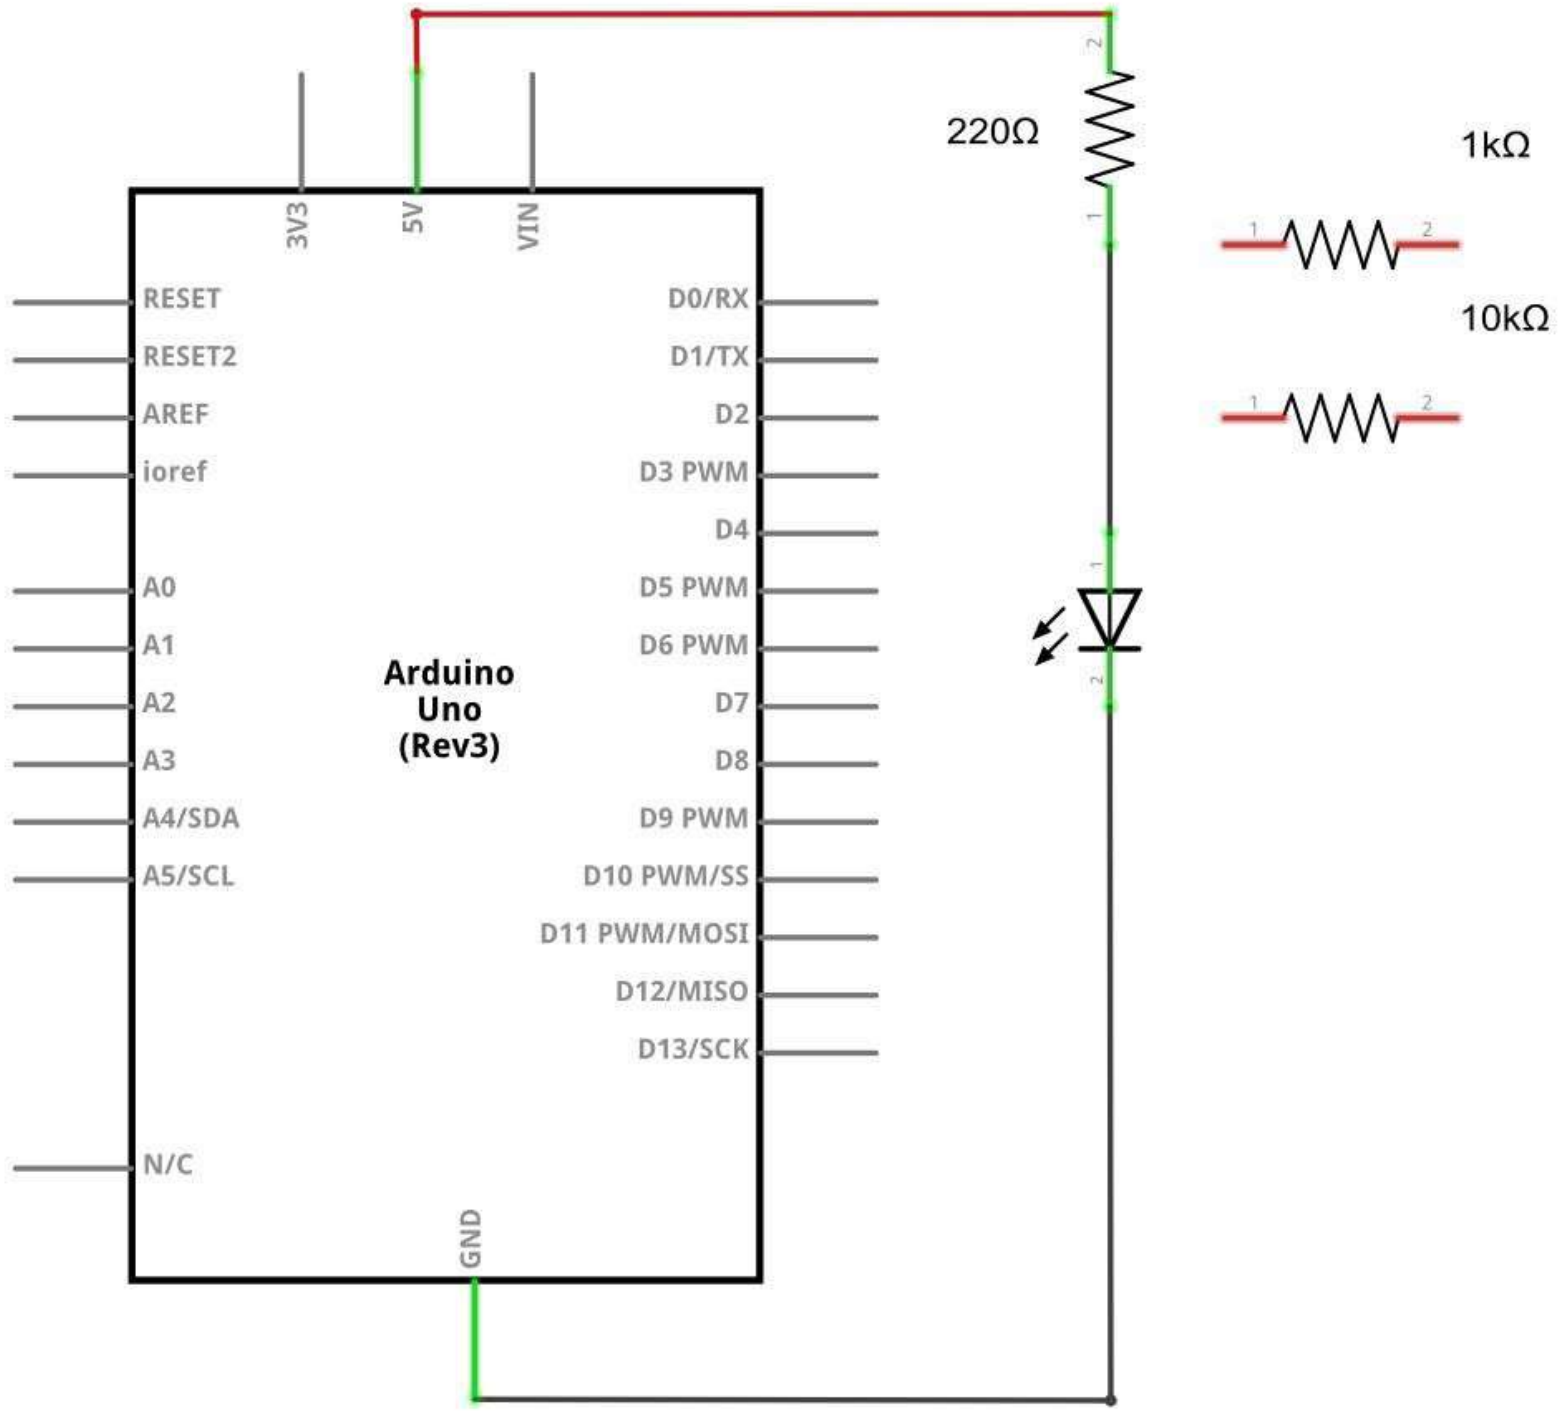 2
220Ω
1kΩ
1
3V3
5V
VIN
1
2
RESET
D0/RX
10kΩ
RESET2
D1/TX
AREF
D2
1
2
ioref
D3 PWM
D4
1
A0
D5 PWM
A1
D6 PWM
Arduino
Uno
(Rev3)
2
A2
D7
A3
D8
A4/SDA
D9 PWM
A5/SCL
D10 PWM/SS
D11 PWM/MOSI
D12/MISO
D13/SCK
N/C
GND